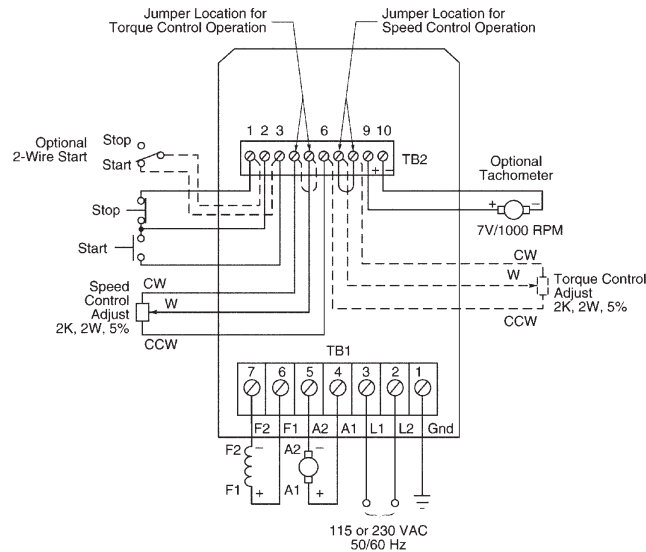 Jumper Location for
Torque Control Operation
Jumper Location for
Speed Control Operation
1 2 3 6 9 10
TB2
+ −
Optional
2-Wire Start
Stop
Start
Optional
Tachometer
+ −
7V/1000 RPM
Stop
Start
CW
W
CCW
Speed
Control
Adjust
2K, 2W, 5%
CW
W
CCW
Torque Control
Adjust
2K, 2W, 5%
TB1
7 6 5 4 3 2 1
F2 F1 A2 A1 L1 L2 Gnd
F2 −
F1 +
A2 −
A1 +
115 or 230 VAC
50/60 Hz